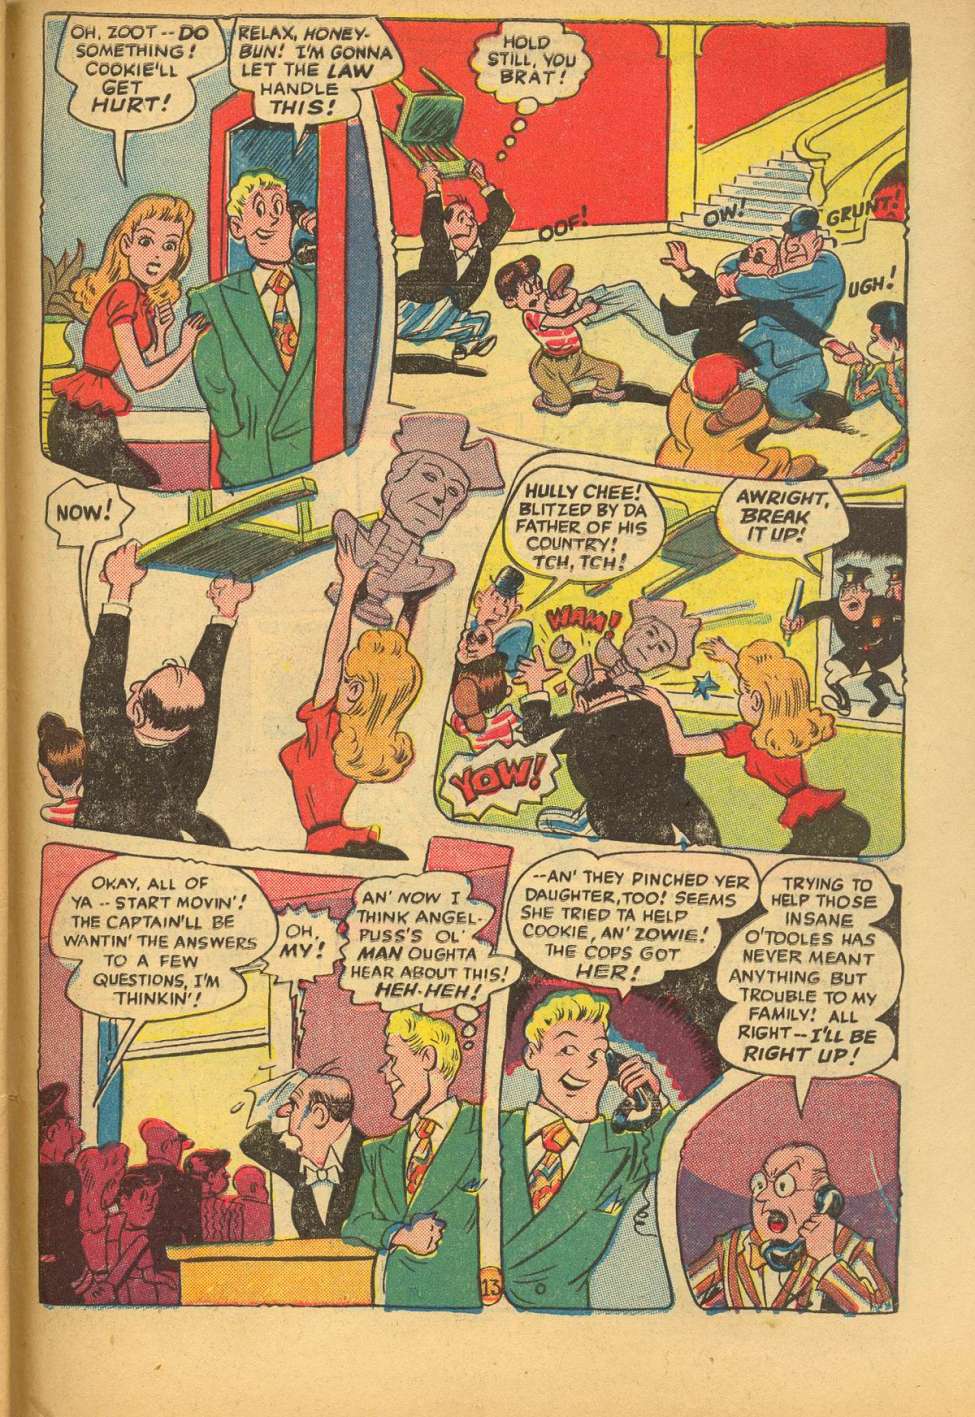 OH, ZOOT -- DO
SOMETHING!
COOKIE'LL
GET
HURT!
RELAX, HONEY-
BUN! I'M GONNA
LET THE LAW
HANDLE
THIS!
HOLD
STILL, YOU
BRAT!
OOF!
OW!
GRUNT!
UGH!
NOW!
HULLY CHEE!
BLITZED BY DA
FATHER OF HIS
COUNTRY!
TCH, TCH!
AWRIGHT,
BREAK
IT UP!
WAM!
YOW!
OKAY, ALL OF
YA -- START MOVIN'!
THE CAPTAIN'LL BE
WANTIN' THE ANSWERS
TO A FEW
QUESTIONS, I'M
THINKIN'!
OH,
MY!
AN' NOW I
THINK ANGEL-
PUSS'S OL'
MAN OUGHTA
HEAR ABOUT THIS!
HEH-HEH!
--AN' THEY PINCHED YER
DAUGHTER, TOO! SEEMS
SHE TRIED TA HELP
COOKIE, AN' ZOWIE!
THE COPS GOT
HER!
TRYING TO
HELP THOSE
INSANE
O'TOOLES HAS
NEVER MEANT
ANYTHING BUT
TROUBLE TO MY
FAMILY! ALL
RIGHT -- I'LL BE
RIGHT UP!
13